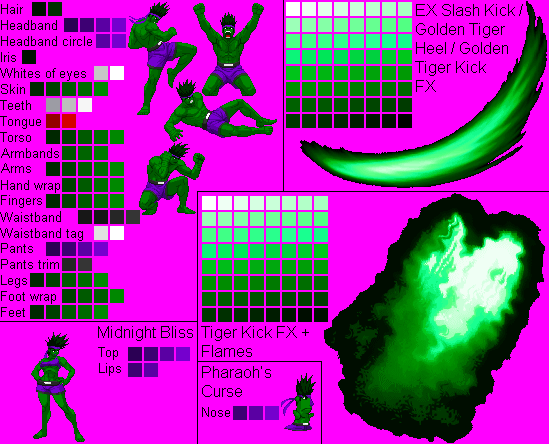 Hair
Headband
Headband circle
Iris
Whites of eyes
Skin
Teeth
Tongue
Torso
Armbands
Arms
Hand wrap
Fingers
Waistband
Waistband tag
Pants
Pants trim
Legs
Foot wrap
Feet
EX Slash Kick /
Golden Tiger
Heel / Golden
Tiger Kick
FX
Midnight Bliss
Top
Lips
Tiger Kick FX +
Flames
Pharaoh's
Curse
Nose